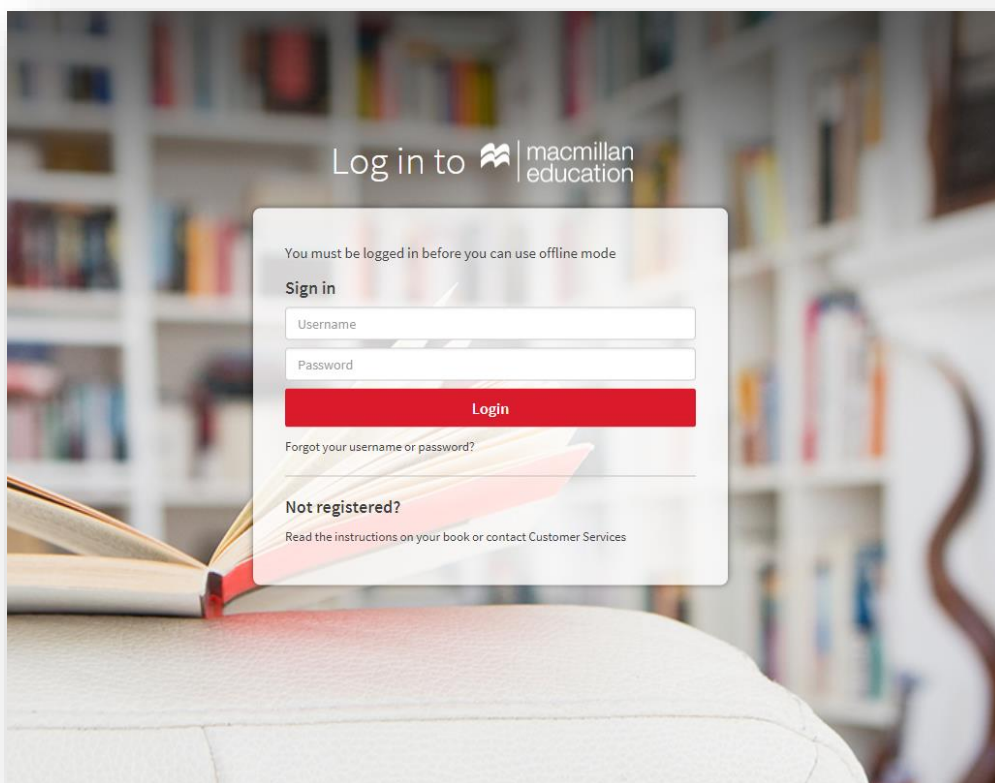 Log in to macmillan education
You must be logged in before you can use offline mode
Sign in
Username
Password
Login
Forgot your username or password?
Not registered?
Read the instructions on your book or contact Customer Services